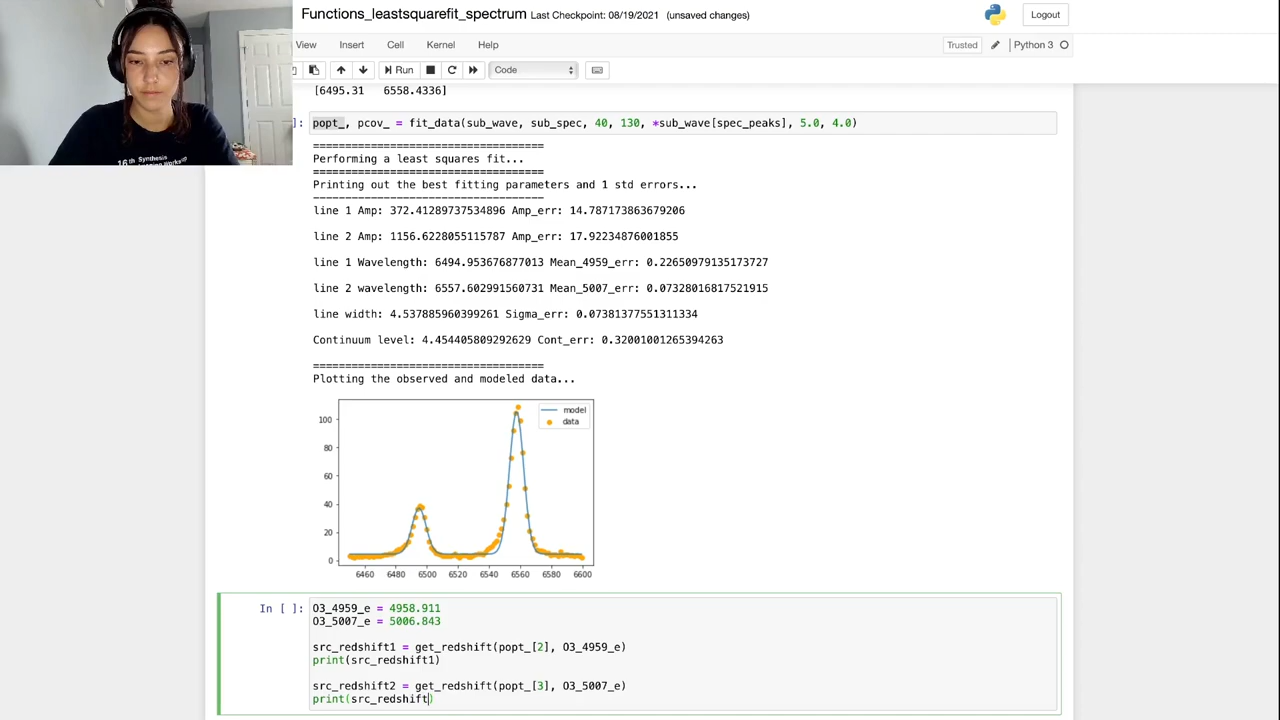 Functions_leastsquarefit_spectrum Last Checkpoint: 08/19/2021 (unsaved changes)
Logout
View Insert Cell Kernel Help
Trusted
Python 3
Run
Code
[6495.31 6558.4336]
]: popt_, pcov_ = fit_data(sub_wave, sub_spec, 40, 130, *sub_wave[spec_peaks], 5.0, 4.0)
====================================
Performing a least squares fit...
====================================
Printing out the best fitting parameters and 1 std errors...
------------------------------------
line 1 Amp: 372.41289737534896 Amp_err: 14.787173863679206
line 2 Amp: 1156.6228055115787 Amp_err: 17.92234876001855
line 1 Wavelength: 6494.953676877013 Mean_4959_err: 0.22650979135173727
line 2 wavelength: 6557.602991560731 Mean_5007_err: 0.07328016817521915
line width: 4.537885960399261 Sigma_err: 0.07381377551311334
Continuum level: 4.454405809292629 Cont_err: 0.32001001265394263
====================================
Plotting the observed and modeled data...
model
data
100
80
60
40
20
0
6460 6480 6500 6520 6540 6560 6580 6600
In [ ]: O3_4959_e = 4958.911
O3_5007_e = 5006.843
src_redshift1 = get_redshift(popt_[2], O3_4959_e)
print(src_redshift1)
src_redshift2 = get_redshift(popt_[3], O3_5007_e)
print(src_redshift)
16th Synthesis